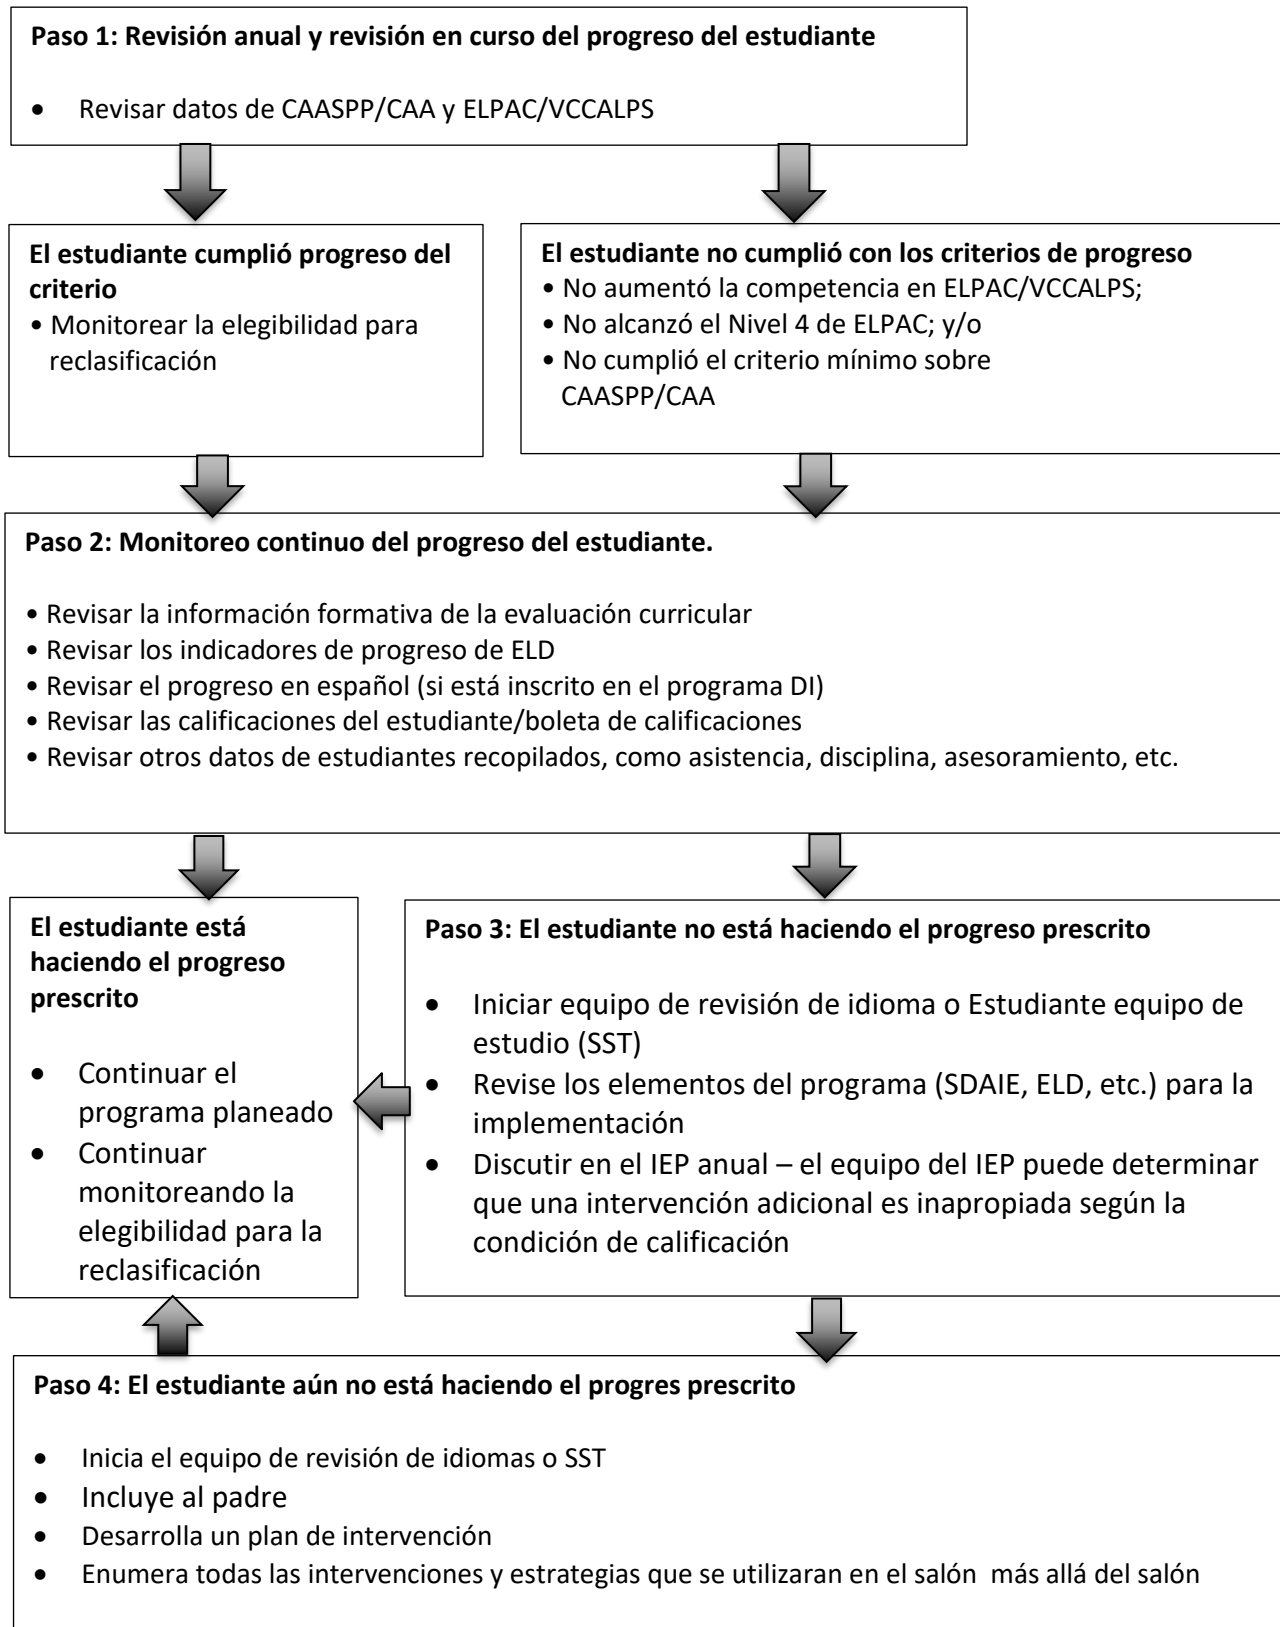 Paso 1: Revisión anual y revisión en curso del progreso del estudiante
• Revisar datos de CAASPP/CAA y ELPAC/VCCALPS
El estudiante cumplió progreso del
criterio
• Monitorear la elegibilidad para
reclasificación
El estudiante no cumplió con los criterios de progreso
• No aumentó la competencia en ELPAC/VCCALPS;
• No alcanzó el Nivel 4 de ELPAC; y/o
• No cumplió el criterio mínimo sobre
CAASPP/CAA
Paso 2: Monitoreo continuo del progreso del estudiante.
• Revisar la información formativa de la evaluación curricular
• Revisar los indicadores de progreso de ELD
• Revisar el progreso en español (si está inscrito en el programa DI)
• Revisar las calificaciones del estudiante/boleta de calificaciones
• Revisar otros datos de estudiantes recopilados, como asistencia, disciplina, asesoramiento, etc.
El estudiante está
haciendo el progreso
prescrito
• Continuar el
programa planeado
• Continuar
monitoreando la
elegibilidad para la
reclasificación
Paso 3: El estudiante no está haciendo el progreso prescrito
• Iniciar equipo de revisión de idioma o Estudiante equipo de
estudio (SST)
• Revise los elementos del programa (SDAIE, ELD, etc.) para la
implementación
• Discutir en el IEP anual – el equipo del IEP puede determinar
que una intervención adicional es inapropiada según la
condición de calificación
Paso 4: El estudiante aún no está haciendo el progres prescrito
• Inicia el equipo de revisión de idiomas o SST
• Incluye al padre
• Desarrolla un plan de intervención
• Enumera todas las intervenciones y estrategias que se utilizaran en el salón  más allá del salón